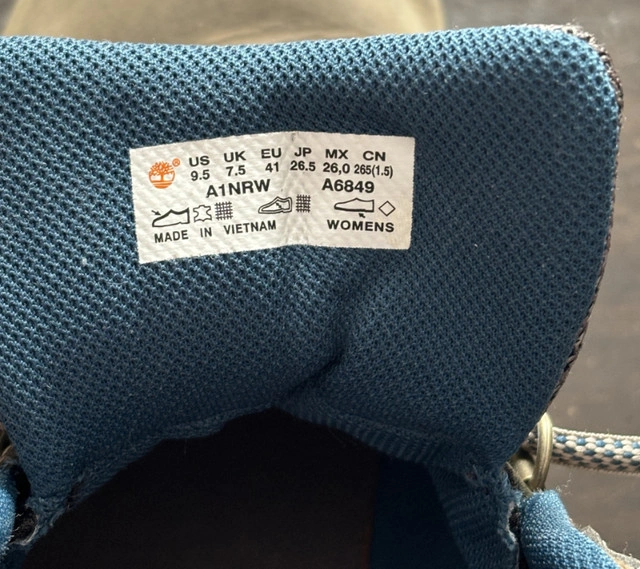 US UK EU JP MX CN
9.5 7.5 41 26.5 26,0 265(1.5)
A1NRW A6849
MADE IN VIETNAM WOMENS